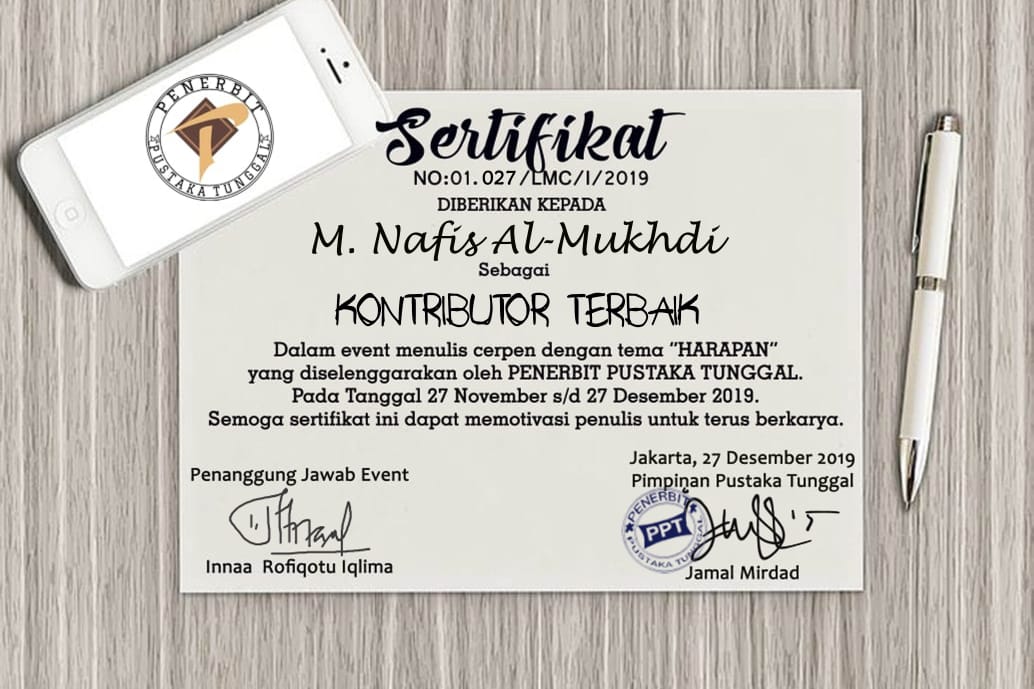 PENERBIT
PUSTAKA TUNGGAL
Sertifikat
NO:01.027/LMC/I/2019
DIBERIKAN KEPADA
M. Nafis Al-Mukhdi
Sebagai
KONTRIBUTOR TERBAIK
Dalam event menulis cerpen dengan tema "HARAPAN"
yang diselenggarakan oleh PENERBIT PUSTAKA TUNGGAL.
Pada Tanggal 27 November s/d 27 Desember 2019.
Semoga sertifikat ini dapat memotivasi penulis untuk terus berkarya.
Penanggung Jawab Event
Innaa Rofiqotu Iqlima
Jakarta, 27 Desember 2019
Pimpinan Pustaka Tunggal
PENERBIT
PPT
PUSTAKA TUNGGAL
Jamal Mirdad